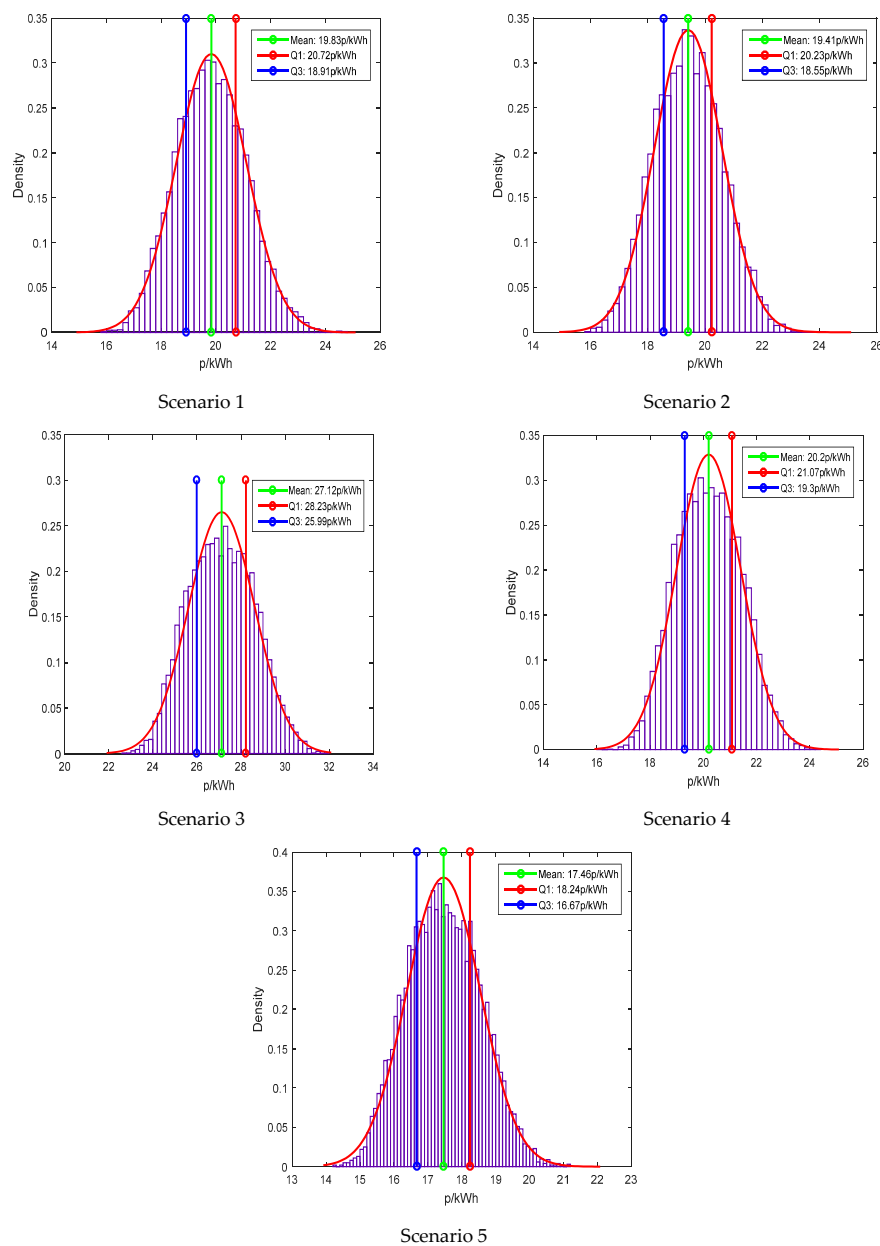 0.35
0.3
0.25
0.2
0.15
0.1
0.05
0
Density
14 16 18 20 22 24 26
p/kWh
Mean: 19.83p/kWh
Q1: 20.72p/kWh
Q3: 18.91p/kWh
Scenario 1
0.35
0.3
0.25
0.2
0.15
0.1
0.05
0
Density
14 16 18 20 22 24 26
p/kWh
Mean: 19.41p/kWh
Q1: 20.23p/kWh
Q3: 18.55p/kWh
Scenario 2
0.35
0.3
0.25
0.2
0.15
0.1
0.05
0
Density
20 22 24 26 28 30 32 34
p/kWh
Mean: 27.12p/kWh
Q1: 28.23p/kWh
Q3: 25.99p/kWh
Scenario 3
0.35
0.3
0.25
0.2
0.15
0.1
0.05
0
Density
14 16 18 20 22 24 26
p/kWh
Mean: 20.2p/kWh
Q1: 21.07p/kWh
Q3: 19.3p/kWh
Scenario 4
0.4
0.35
0.3
0.25
0.2
0.15
0.1
0.05
0
Density
13 14 15 16 17 18 19 20 21 22 23
p/kWh
Mean: 17.46p/kWh
Q1: 18.24p/kWh
Q3: 16.67p/kWh
Scenario 5